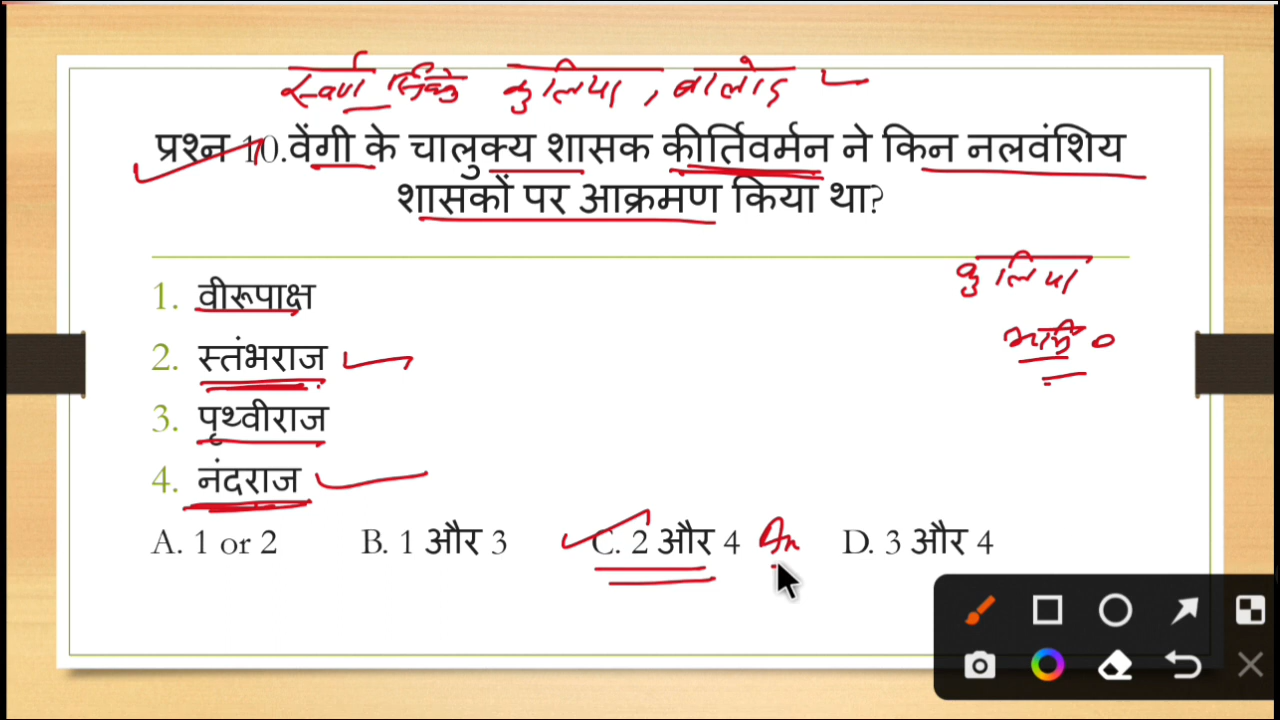 स्वर्ण सिक्के कुलिया, बालोद
प्रश्न 10.वेंगी के चालुक्य शासक कीर्तिवर्मन ने किन नलवंशिय
शासकों पर आक्रमण किया था?
कुलिया
1. वीरूपाक्ष
2. स्तंभराज
3. पृथ्वीराज
4. नंदराज
A. 1 or 2 B. 1 और 3 C. 2 और 4 An D. 3 और 4